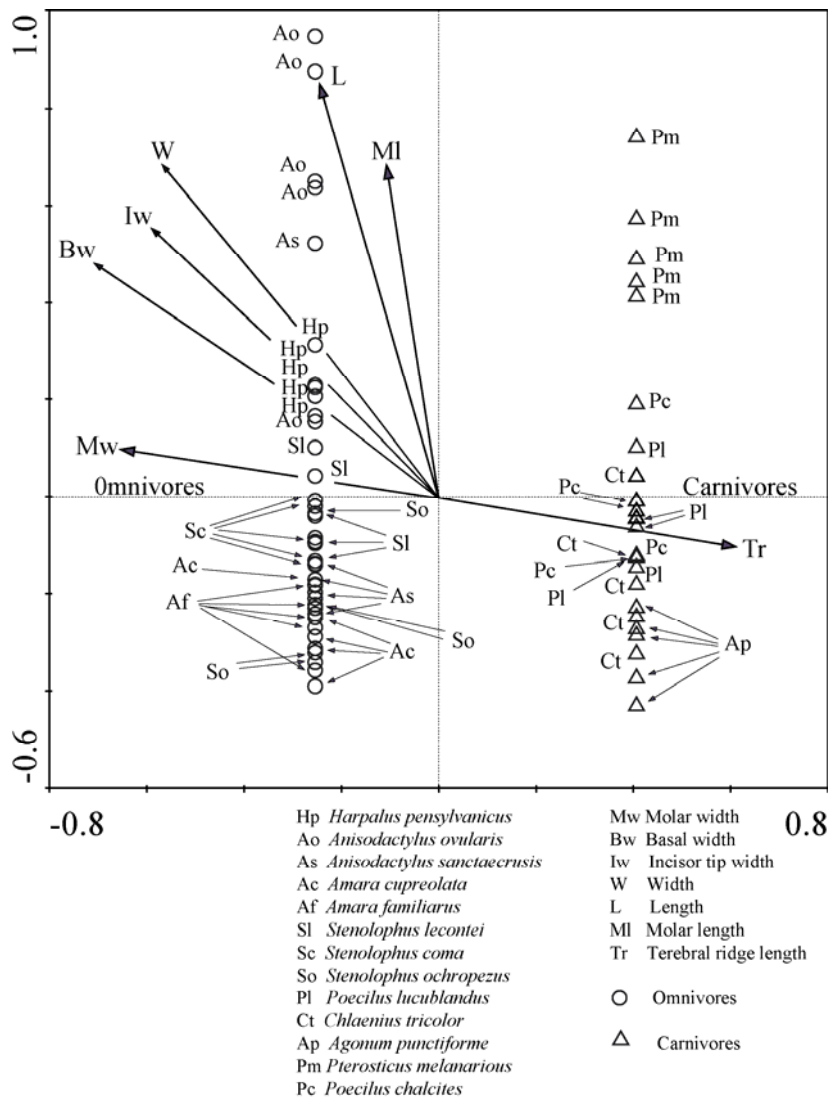 1.0
Ao
Ao
L
W
Ml
Pm
Ao
Ao
Iw
Pm
Bw
As
Pm
Pm
Pm
Hp
Hp
Hp
Hp
Pc
Hp
Ao
Mw
Sl
Pl
Sl
Ct
0mnivores
Pc
Carnivores
So
Pl
Sc
Sl
Ct
Pc
Tr
Ac
Pc
Pl
Af
As
Pl
Ct
So
Ct
Ap
So
Ac
Ct
-0.6
-0.8
0.8
Hp Harpalus pensylvanicus
Ao Anisodactylus ovularis
As Anisodactylus sanctaecrusis
Ac Amara cupreolata
Af Amara familiarus
Sl Stenolophus lecontei
Sc Stenolophus coma
So Stenolophus ochropezus
Pl Poecilus lucublandus
Ct Chlaenius tricolor
Ap Agonum punctiforme
Pm Pterosticus melanarious
Pc Poecilus chalcites
Mw Molar width
Bw Basal width
Iw Incisor tip width
W Width
L Length
Ml Molar length
Tr Terebral ridge length
Omnivores
Carnivores